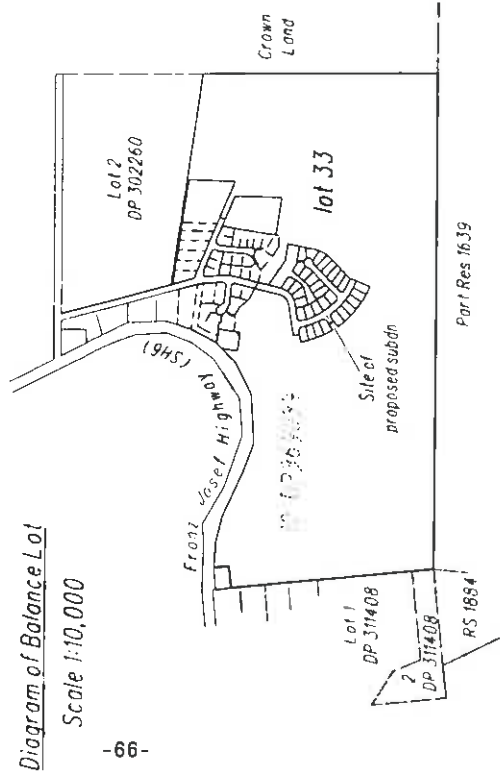 Diagram of Balance Lot
Scale 1:10,000
-66-
Franz Josef Highway (SH6)
Lot 2
DP 302260
Crown
Land
lot 33
Site of
proposed subdn
Lot 1
DP 311408
2
DP 311408
RS 1884
Part Res 1639